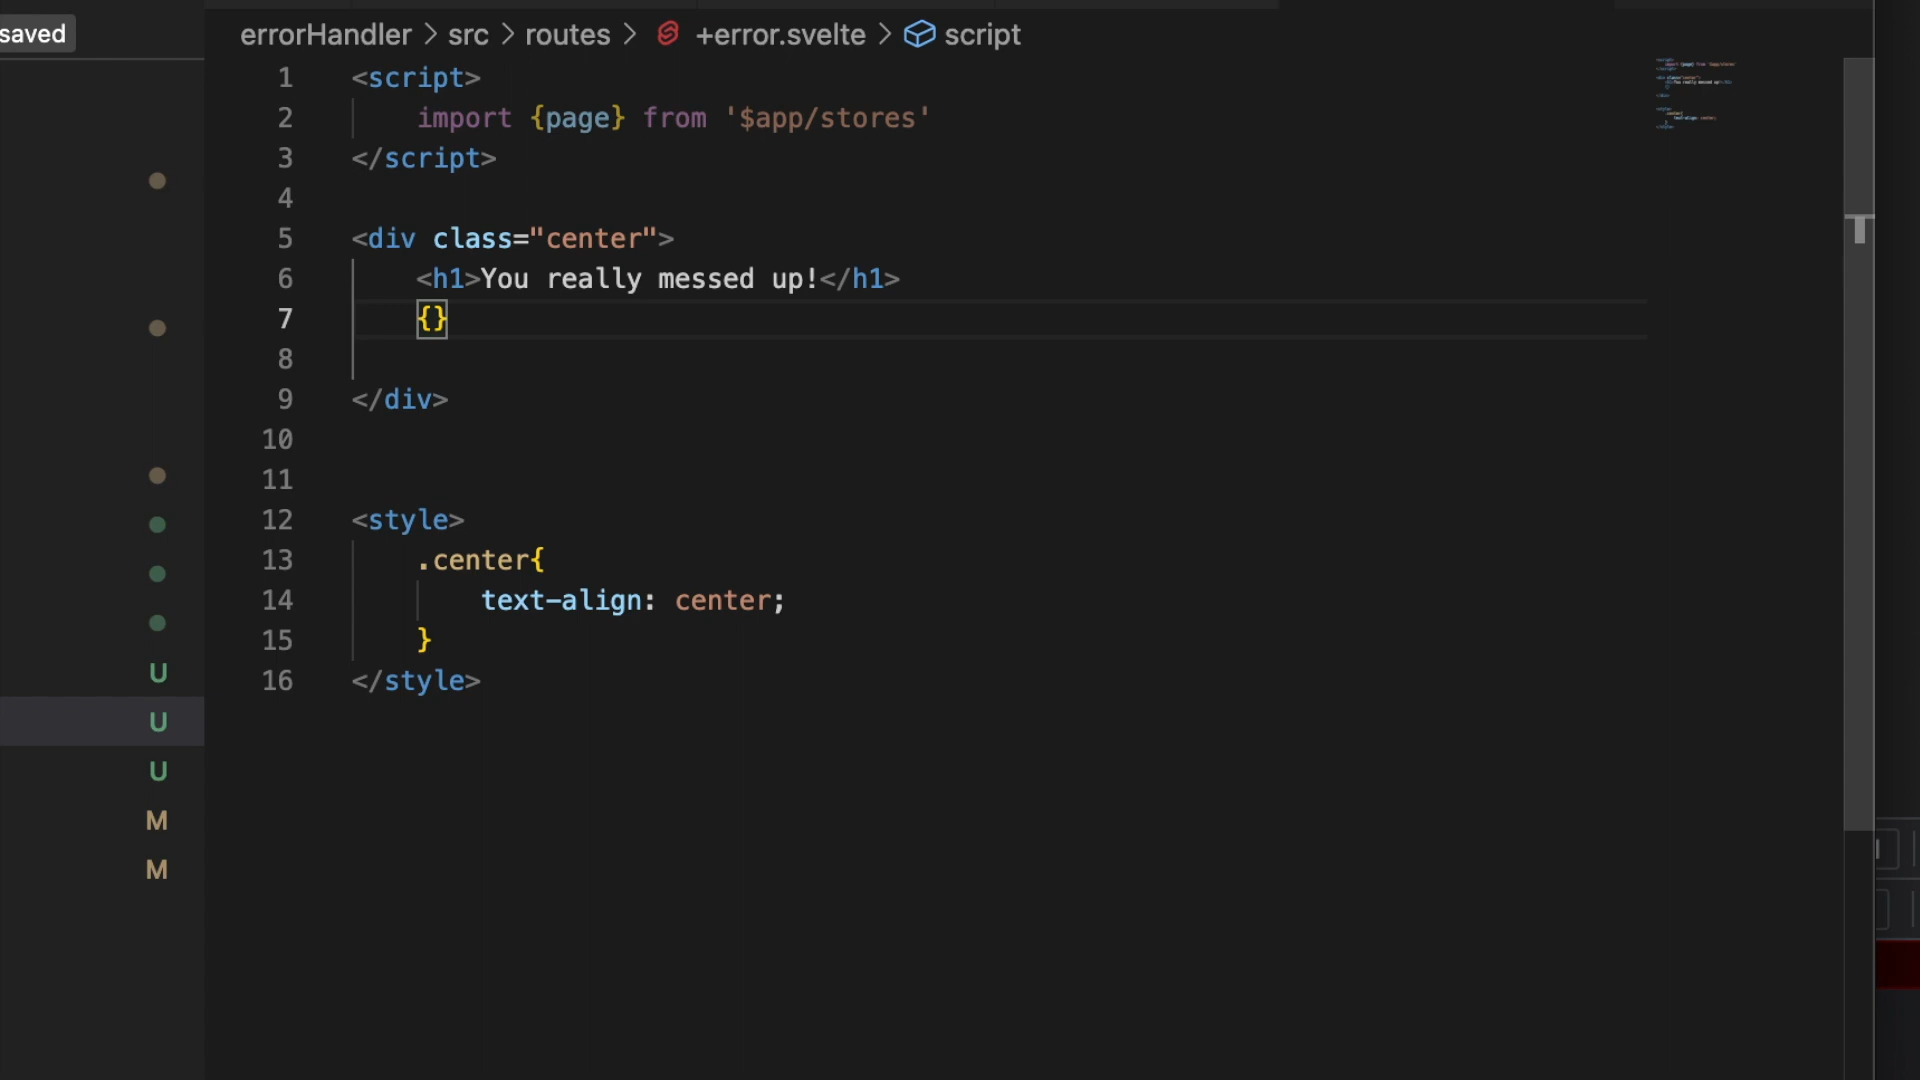 saved
errorHandler > src > routes > +error.svelte > script
1 <script>
2 import {page} from '$app/stores'
3 </script>
4
5 <div class="center">
6 <h1>You really messed up!</h1>
7 {}
8
9 </div>
10
11
12 <style>
13 .center{
14 text-align: center;
15 }
16 </style>
U
U
U
M
M